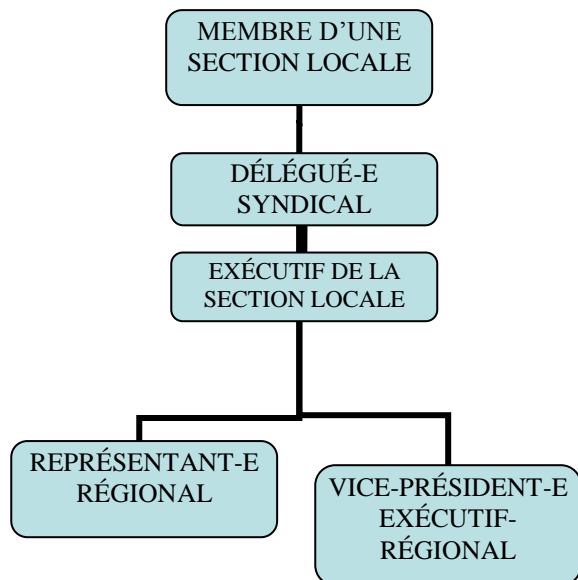 MEMBRE D’UNE
SECTION LOCALE
DÉLÉGUÉ-E
SYNDICAL
EXÉCUTIF DE LA
SECTION LOCALE
REPRÉSENTANT-E
RÉGIONAL
VICE-PRÉSIDENT-E
EXÉCUTIF-
RÉGIONAL